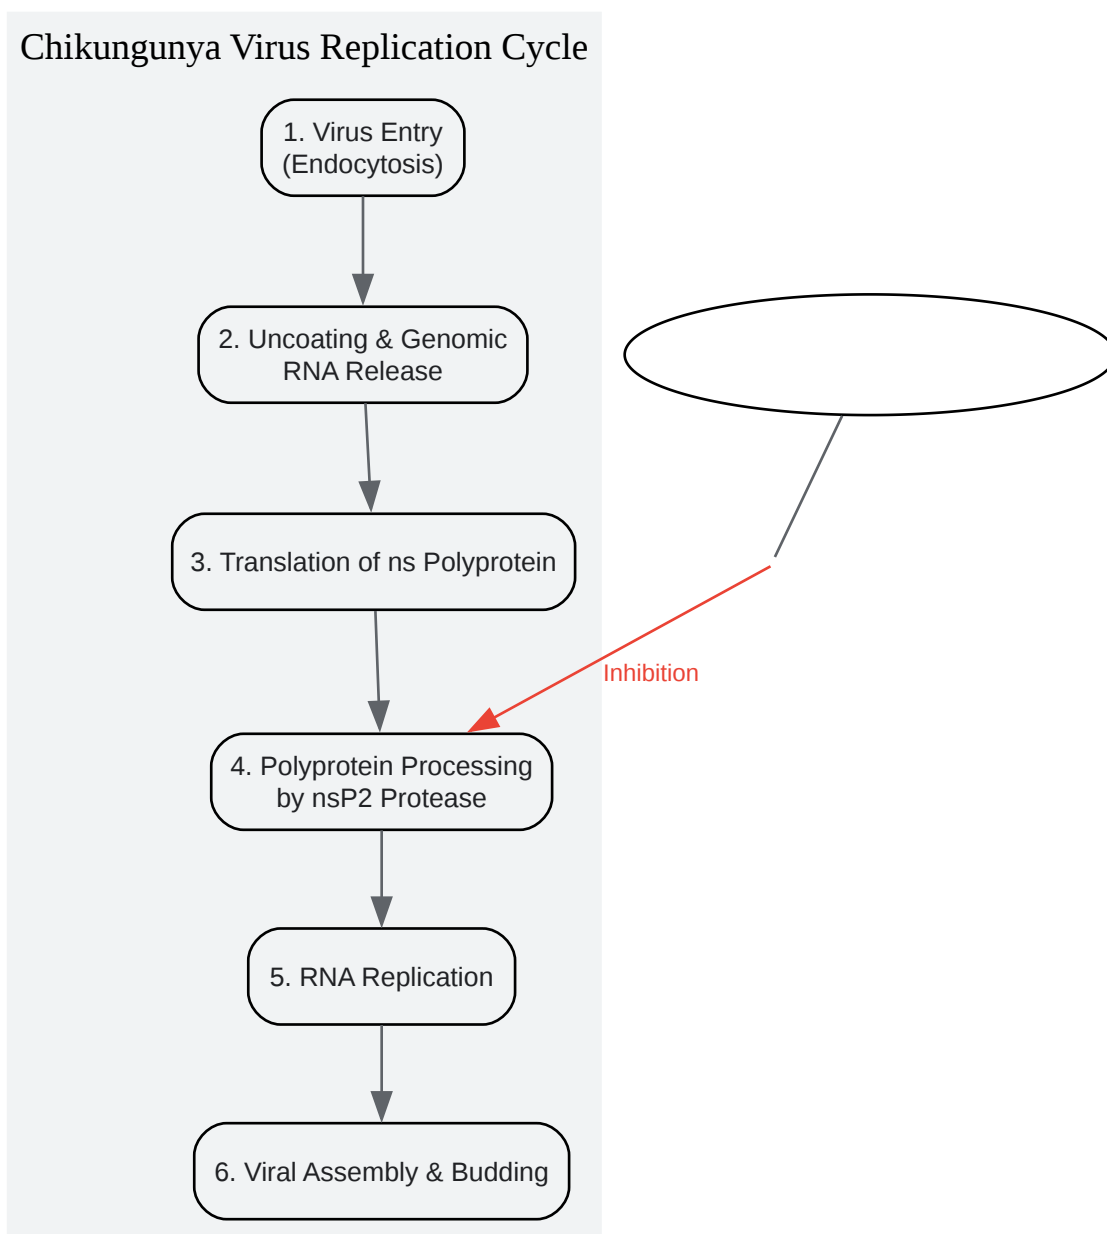 Chikungunya Virus Replication Cycle
1. Virus Entry
(Endocytosis)
2. Uncoating & Genomic
RNA Release
3. Translation of ns Polyprotein
Inhibition
4. Polyprotein Processing
by nsP2 Protease
5. RNA Replication
6. Viral Assembly & Budding